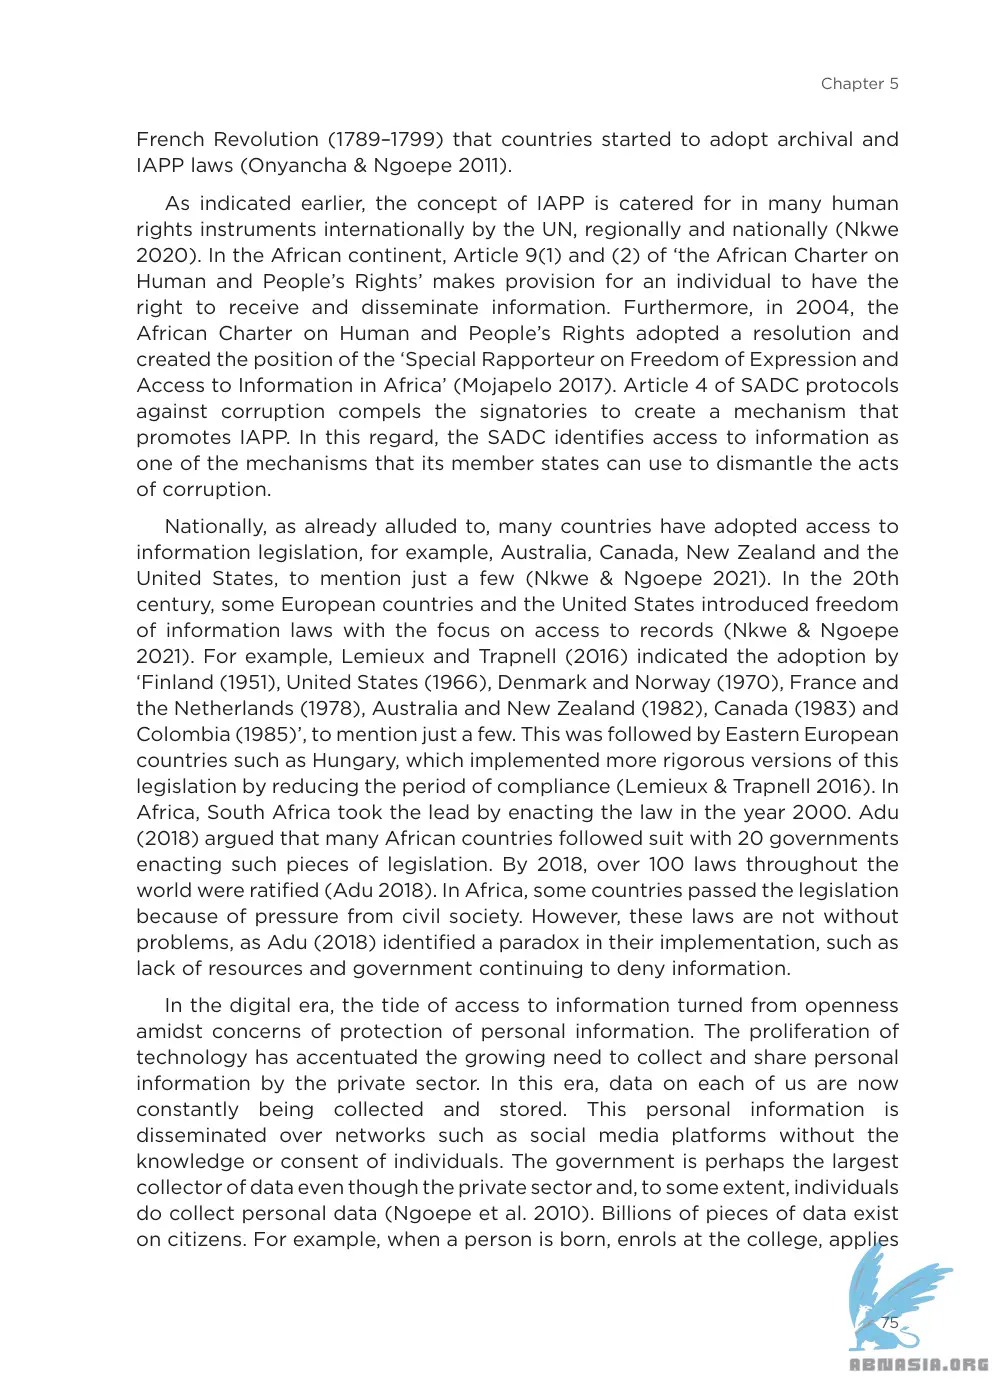 Chapter 5
French Revolution (1789–1799) that countries started to adopt archival and
IAPP laws (Onyancha & Ngoepe 2011).
As indicated earlier, the concept of IAPP is catered for in many human
rights instruments internationally by the UN, regionally and nationally (Nkwe
2020). In the African continent, Article 9(1) and (2) of ‘the African Charter on
Human and People’s Rights’ makes provision for an individual to have the
right to receive and disseminate information. Furthermore, in 2004, the
African Charter on Human and People’s Rights adopted a resolution and
created the position of the ‘Special Rapporteur on Freedom of Expression and
Access to Information in Africa’ (Mojapelo 2017). Article 4 of SADC protocols
against corruption compels the signatories to create a mechanism that
promotes IAPP. In this regard, the SADC identifies access to information as
one of the mechanisms that its member states can use to dismantle the acts
of corruption.
Nationally, as already alluded to, many countries have adopted access to
information legislation, for example, Australia, Canada, New Zealand and the
United States, to mention just a few (Nkwe & Ngoepe 2021). In the 20th
century, some European countries and the United States introduced freedom
of information laws with the focus on access to records (Nkwe & Ngoepe
2021). For example, Lemieux and Trapnell (2016) indicated the adoption by
‘Finland (1951), United States (1966), Denmark and Norway (1970), France and
the Netherlands (1978), Australia and New Zealand (1982), Canada (1983) and
Colombia (1985)’, to mention just a few. This was followed by Eastern European
countries such as Hungary, which implemented more rigorous versions of this
legislation by reducing the period of compliance (Lemieux & Trapnell 2016). In
Africa, South Africa took the lead by enacting the law in the year 2000. Adu
(2018) argued that many African countries followed suit with 20 governments
enacting such pieces of legislation. By 2018, over 100 laws throughout the
world were ratified (Adu 2018). In Africa, some countries passed the legislation
because of pressure from civil society. However, these laws are not without
problems, as Adu (2018) identified a paradox in their implementation, such as
lack of resources and government continuing to deny information.
In the digital era, the tide of access to information turned from openness
amidst concerns of protection of personal information. The proliferation of
technology has accentuated the growing need to collect and share personal
information by the private sector. In this era, data on each of us are now
constantly being collected and stored. This personal information is
disseminated over networks such as social media platforms without the
knowledge or consent of individuals. The government is perhaps the largest
collector of data even though the private sector and, to some extent, individuals
do collect personal data (Ngoepe et al. 2010). Billions of pieces of data exist
on citizens. For example, when a person is born, enrols at the college, applies
75
ABNASIA.ORG